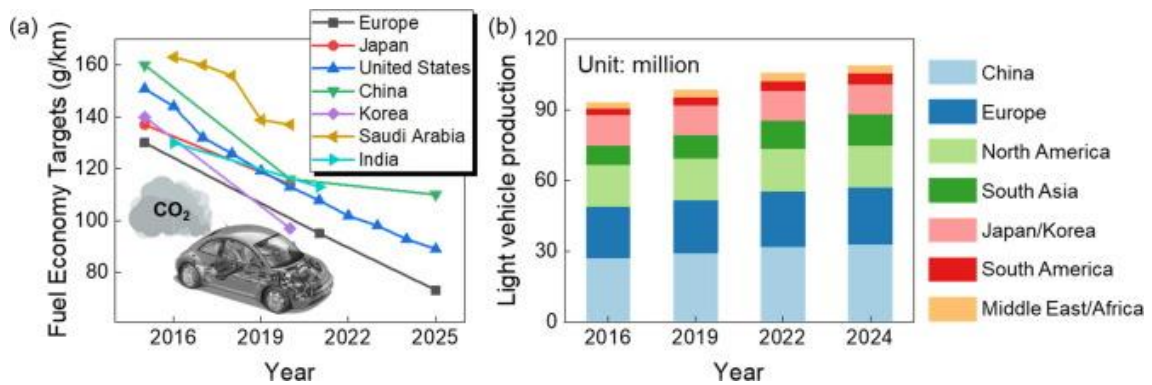 (a)
Fuel Economy Targets (g/km)
160
140
120
100
80
2016
2019
2022
2025
Year
Europe
Japan
United States
China
Korea
Saudi Arabia
India
CO₂
(b)
Light vehicle production
120
90
60
30
0
Unit: million
2016
2019
2022
2024
Year
China
Europe
North America
South Asia
Japan/Korea
South America
Middle East/Africa